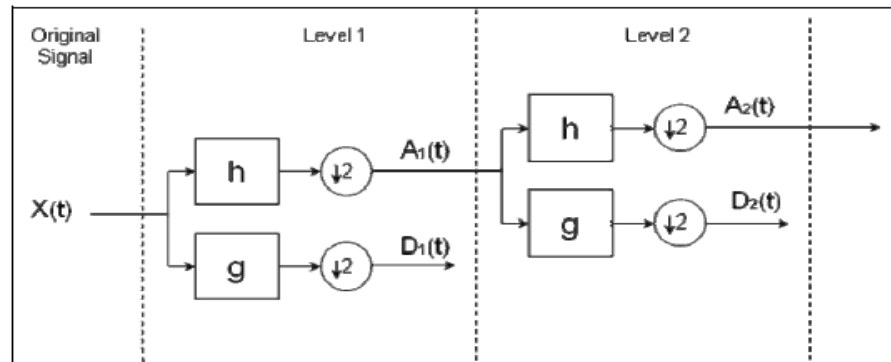 Original
Signal
Level 1
Level 2
X(t)
h
↓2
A₁(t)
g
↓2
D₁(t)
h
↓2
A₂(t)
g
↓2
D₂(t)